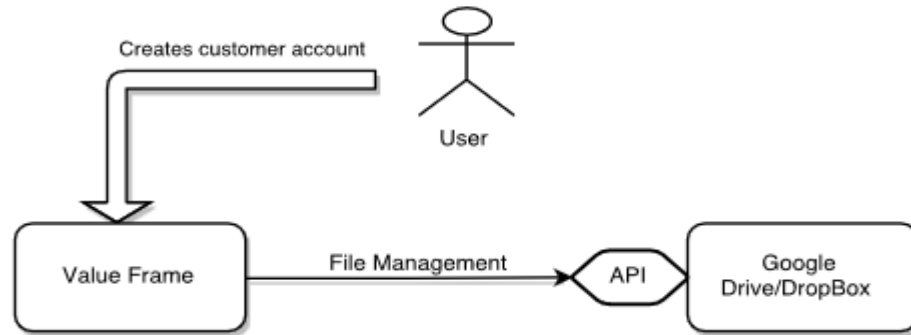 Creates customer account
User
Value Frame
File Management
API
Google
Drive/DropBox